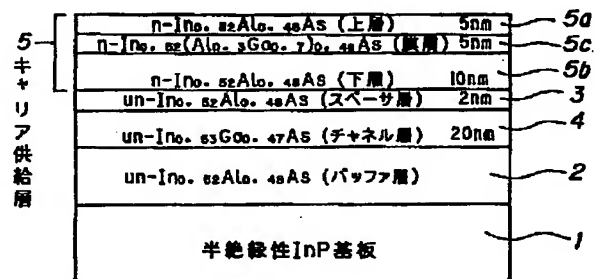 n-In0.52Al0.48As (上層) 5nm 5a
n-In0.52(Al0.3Ga0.7)0.48As (膜層) 5nm 5c
n-In0.52Al0.48As (下層) 10nm 5b
un-In0.52Al0.48As (スペーサ層) 2nm 3
un-In0.53Ga0.47As (チャネル層) 20nm 4
un-In0.52Al0.48As (バッファ層) 2
半絶縁性InP基板 1
5 キャリア供給層